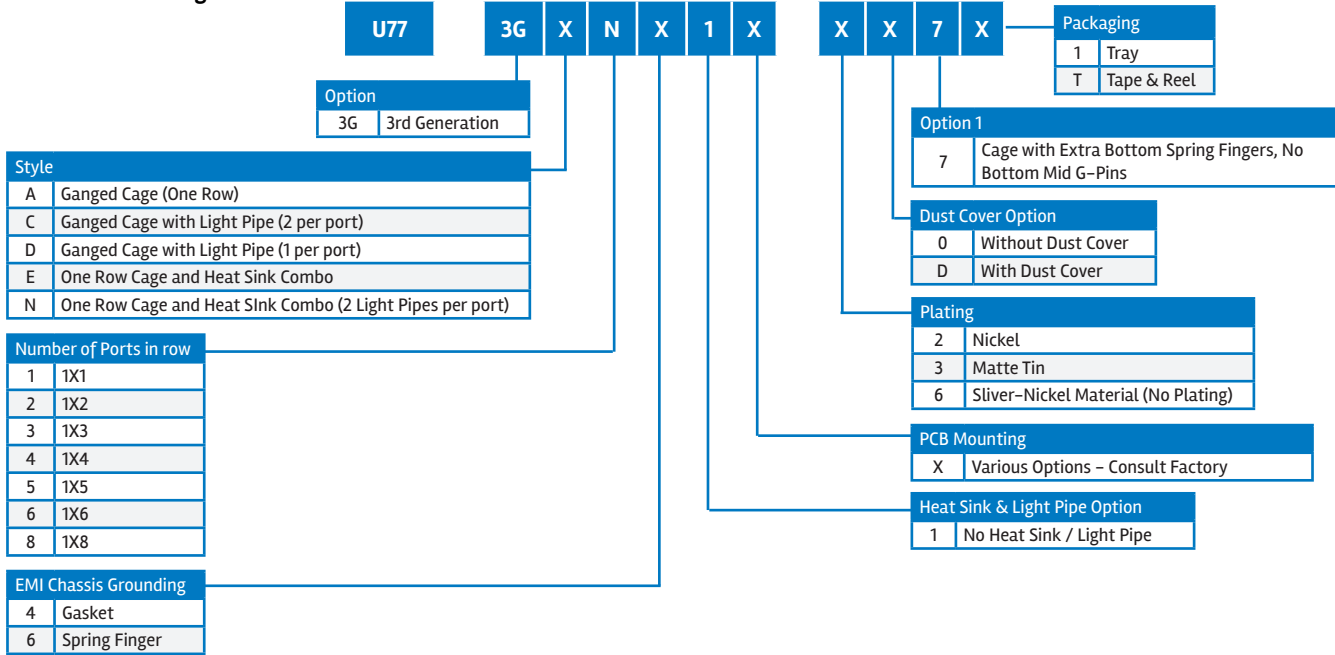 U77 3G X N X 1 X X X 7 X
Packaging
1 Tray
T Tape & Reel
Option
3G 3rd Generation
Option 1
7 Cage with Extra Bottom Spring Fingers, No
Bottom Mid G-Pins
Style
A Ganged Cage (One Row)
C Ganged Cage with Light Pipe (2 per port)
D Ganged Cage with Light Pipe (1 per port)
E One Row Cage and Heat Sink Combo
N One Row Cage and Heat SInk Combo (2 Light Pipes per port)
Dust Cover Option
0 Without Dust Cover
D With Dust Cover
Plating
2 Nickel
3 Matte Tin
6 Sliver-Nickel Material (No Plating)
Number of Ports in row
1 1X1
2 1X2
3 1X3
4 1X4
5 1X5
6 1X6
8 1X8
PCB Mounting
X Various Options - Consult Factory
Heat Sink & Light Pipe Option
1 No Heat Sink / Light Pipe
EMI Chassis Grounding
4 Gasket
6 Spring Finger